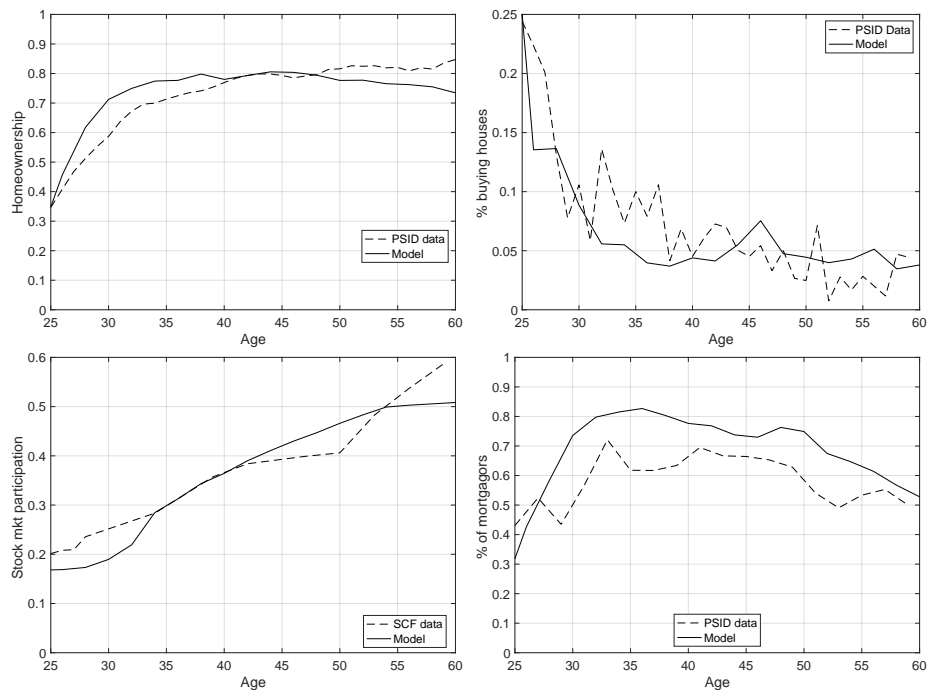 1
0.9
0.8
0.7
0.6
0.5
0.4
0.3
0.2
0.1
0
Homeownership
PSID data
Model
25 30 35 40 45 50 55 60
Age
0.25
0.2
0.15
0.1
0.05
0
% buying houses
PSID Data
Model
25 30 35 40 45 50 55 60
Age
0.6
0.5
0.4
0.3
0.2
0.1
0
Stock mkt participation
SCF data
Model
25 30 35 40 45 50 55 60
Age
1
0.9
0.8
0.7
0.6
0.5
0.4
0.3
0.2
0.1
0
% of mortgagors
PSID data
Model
25 30 35 40 45 50 55 60
Age